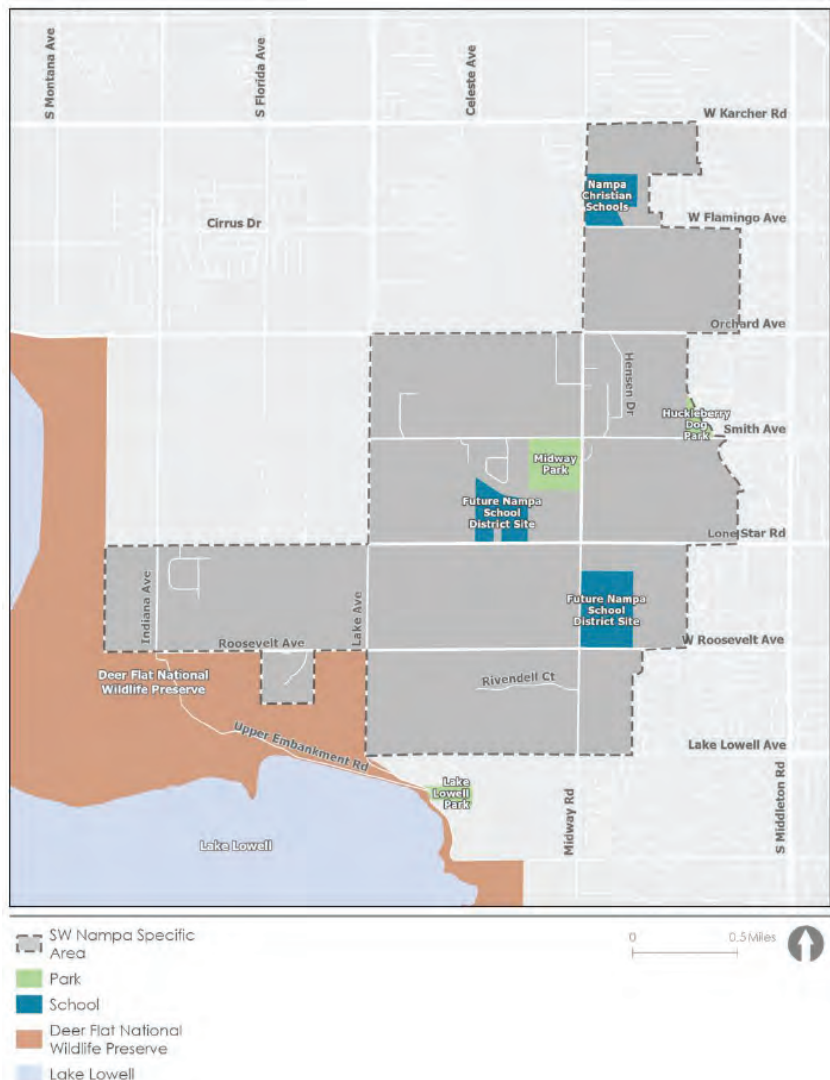 S Montana Ave
S Florida Ave
Celeste Ave
W Karcher Rd
Nampa
Christian
Schools
W Flamingo Ave
Cirrus Dr
Orchard Ave
Hensen Dr
Huckleberry
Dog
Park
Smith Ave
Midway
Park
Future Nampa
School
District Site
Lone Star Rd
Indiana Ave
Lake Ave
Future Nampa
School
District Site
Roosevelt Ave
W Roosevelt Ave
Deer Flat National
Wildlife Preserve
Rivendell Ct
Upper Embankment Rd
Lake Lowell Ave
Lake
Lowell
Park
Midway Rd
S Middleton Rd
Lake Lowell
SW Nampa Specific
Area
Park
School
Deer Flat National
Wildlife Preserve
Lake Lowell
0 0.5 Miles